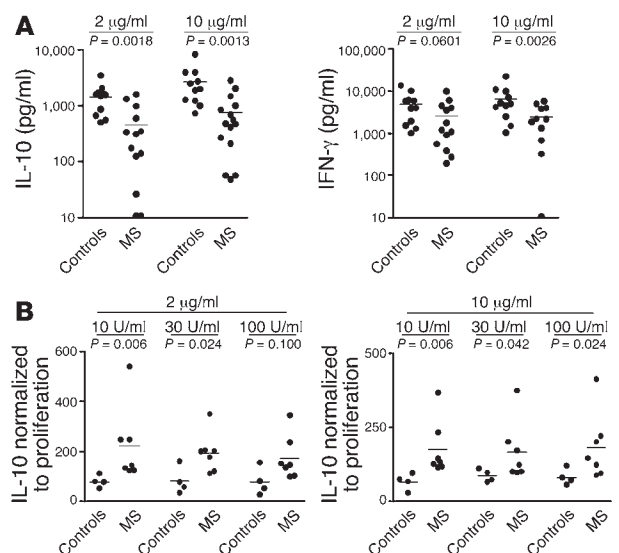 A
2 μg/ml
10 μg/ml
P = 0.0018
P = 0.0013
IL-10 (pg/ml)
10,000
1,000
100
10
Controls
MS
Controls
MS
2 μg/ml
10 μg/ml
P = 0.0601
P = 0.0026
IFN-γ (pg/ml)
100,000
10,000
1,000
100
10
Controls
MS
Controls
MS
B
2 μg/ml
10 U/ml
30 U/ml
100 U/ml
P = 0.006
P = 0.024
P = 0.100
IL-10 normalized
to proliferation
600
400
200
0
Controls
MS
Controls
MS
Controls
MS
10 μg/ml
10 U/ml
30 U/ml
100 U/ml
P = 0.006
P = 0.042
P = 0.024
IL-10 normalized
to proliferation
500
250
0
Controls
MS
Controls
MS
Controls
MS